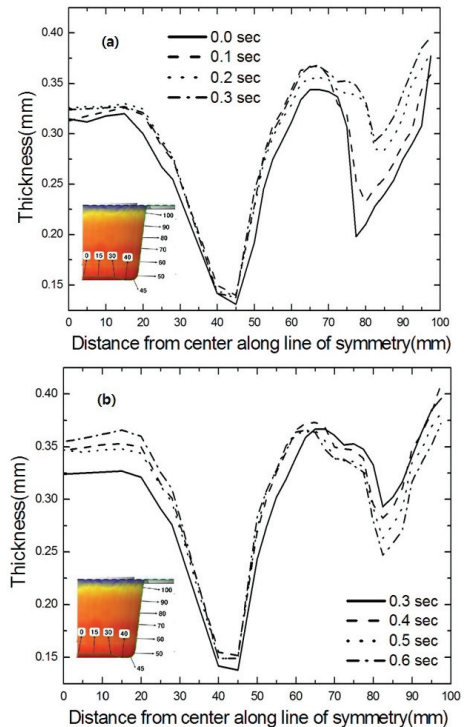 (a)
0.0 sec
0.1 sec
0.2 sec
0.3 sec
0.40
0.35
0.30
0.25
0.20
0.15
Thickness(mm)
100
90
80
70
60
50
45
0 15 30 40
0 10 20 30 40 50 60 70 80 90 100
Distance from center along line of symmetry(mm)
(b)
0.40
0.35
0.30
0.25
0.20
0.15
Thickness(mm)
100
90
80
70
60
50
45
0 15 30 40
0.3 sec
0.4 sec
0.5 sec
0.6 sec
0 10 20 30 40 50 60 70 80 90 100
Distance from center along line of symmetry(mm)